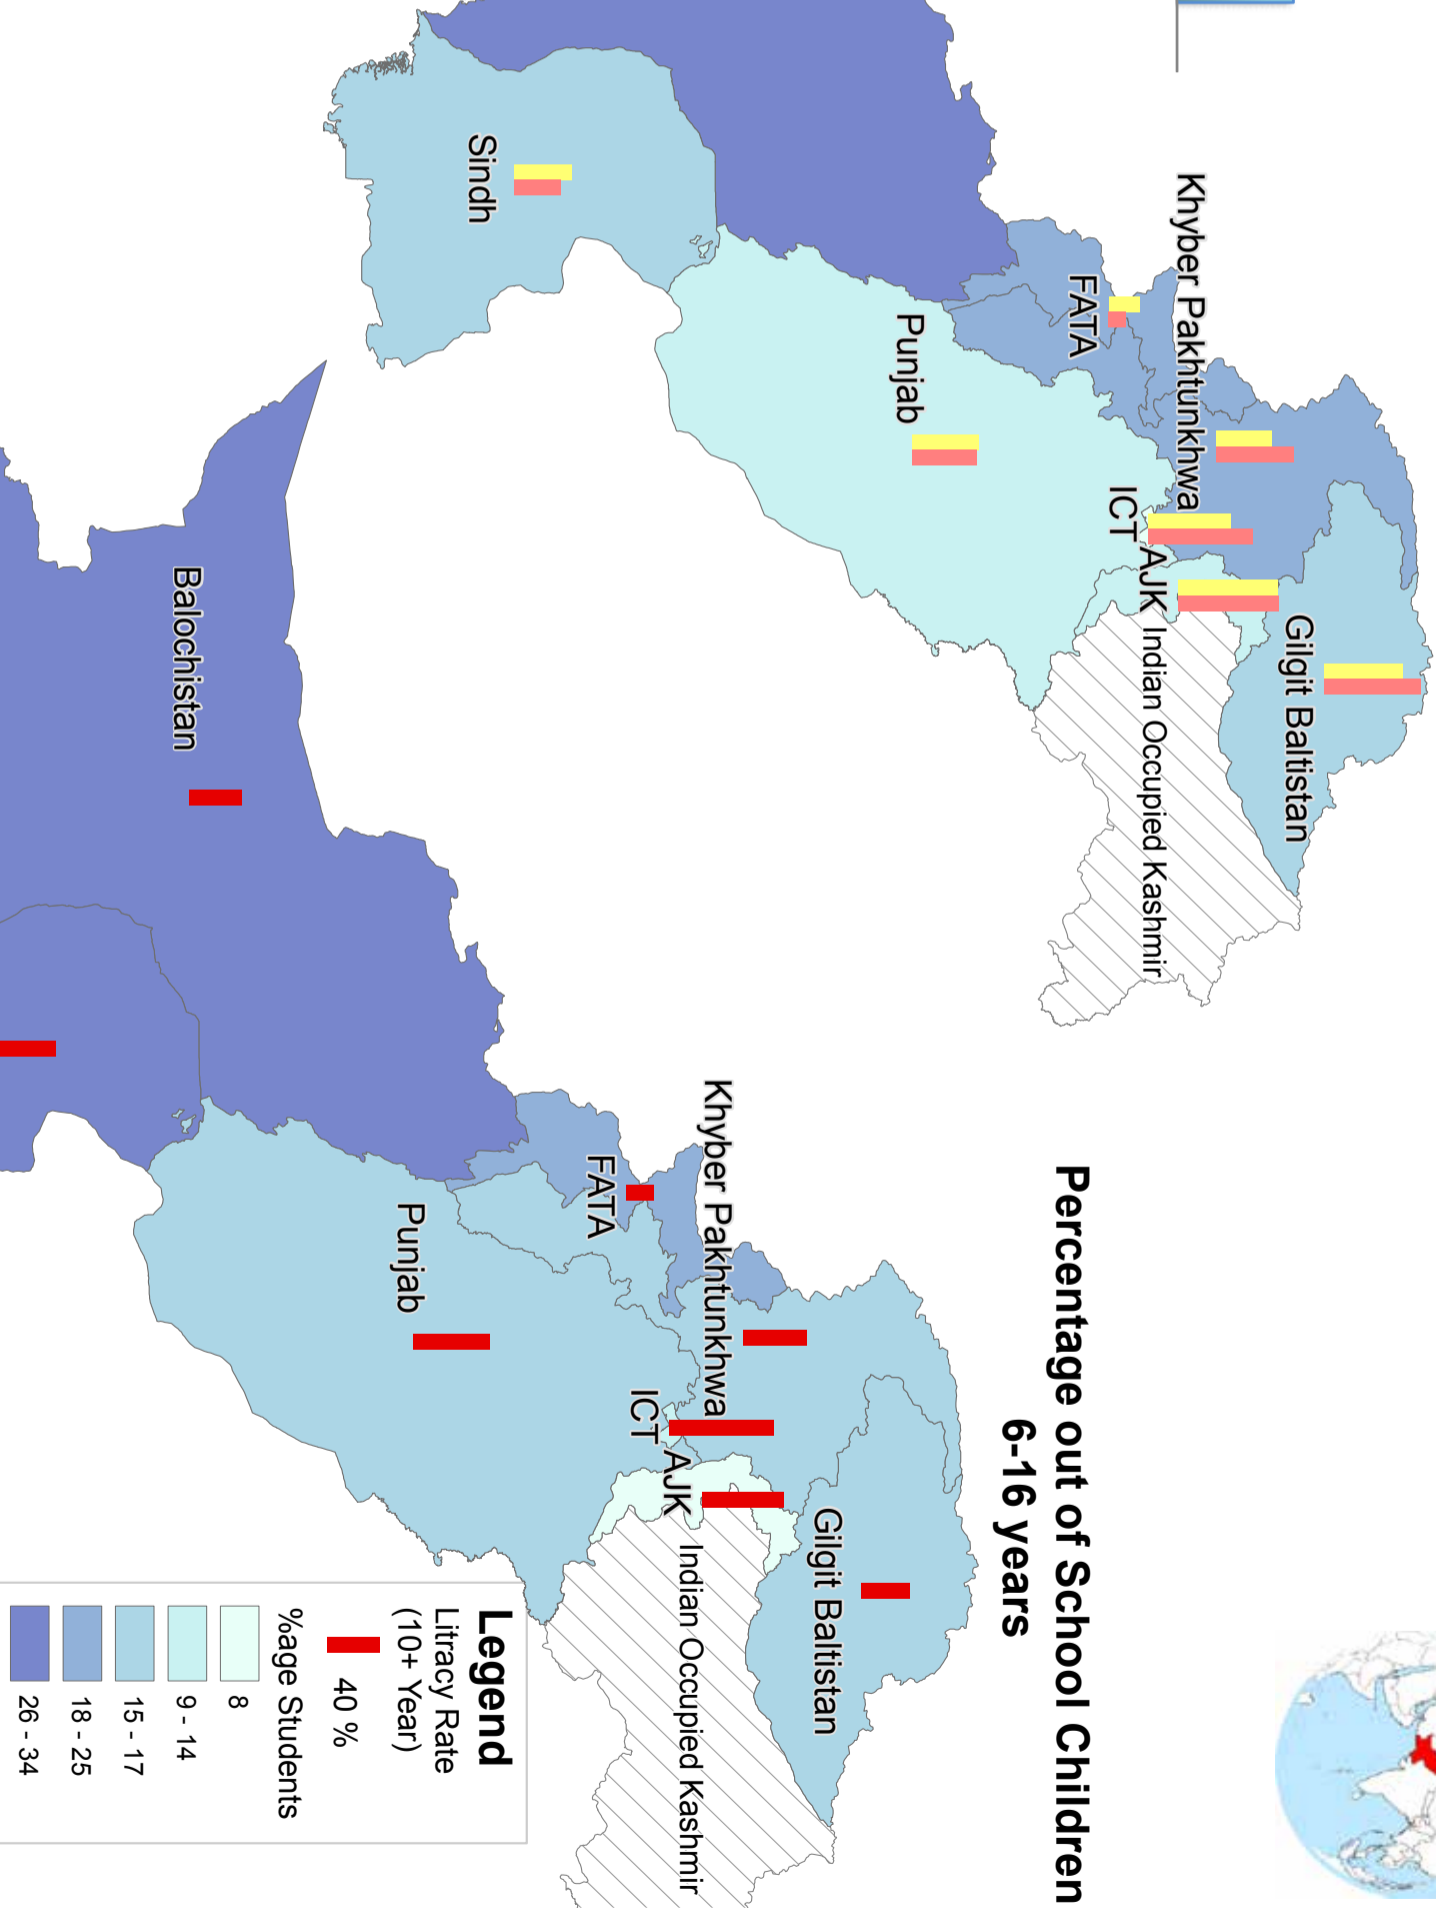 Khyber Pakhtunkhwa
FATA
Gilgit Baltistan
AJK
ICT
Indian Occupied Kashmir
Punjab
Sindh
Percentage out of School Children
6-16 years
Khyber Pakhtunkhwa
FATA
Gilgit Baltistan
AJK
ICT
Indian Occupied Kashmir
Punjab
Balochistan
Legend
Litracy Rate
(10+ Year)
40 %
%age Students
8
9 - 14
15 - 17
18 - 25
26 - 34